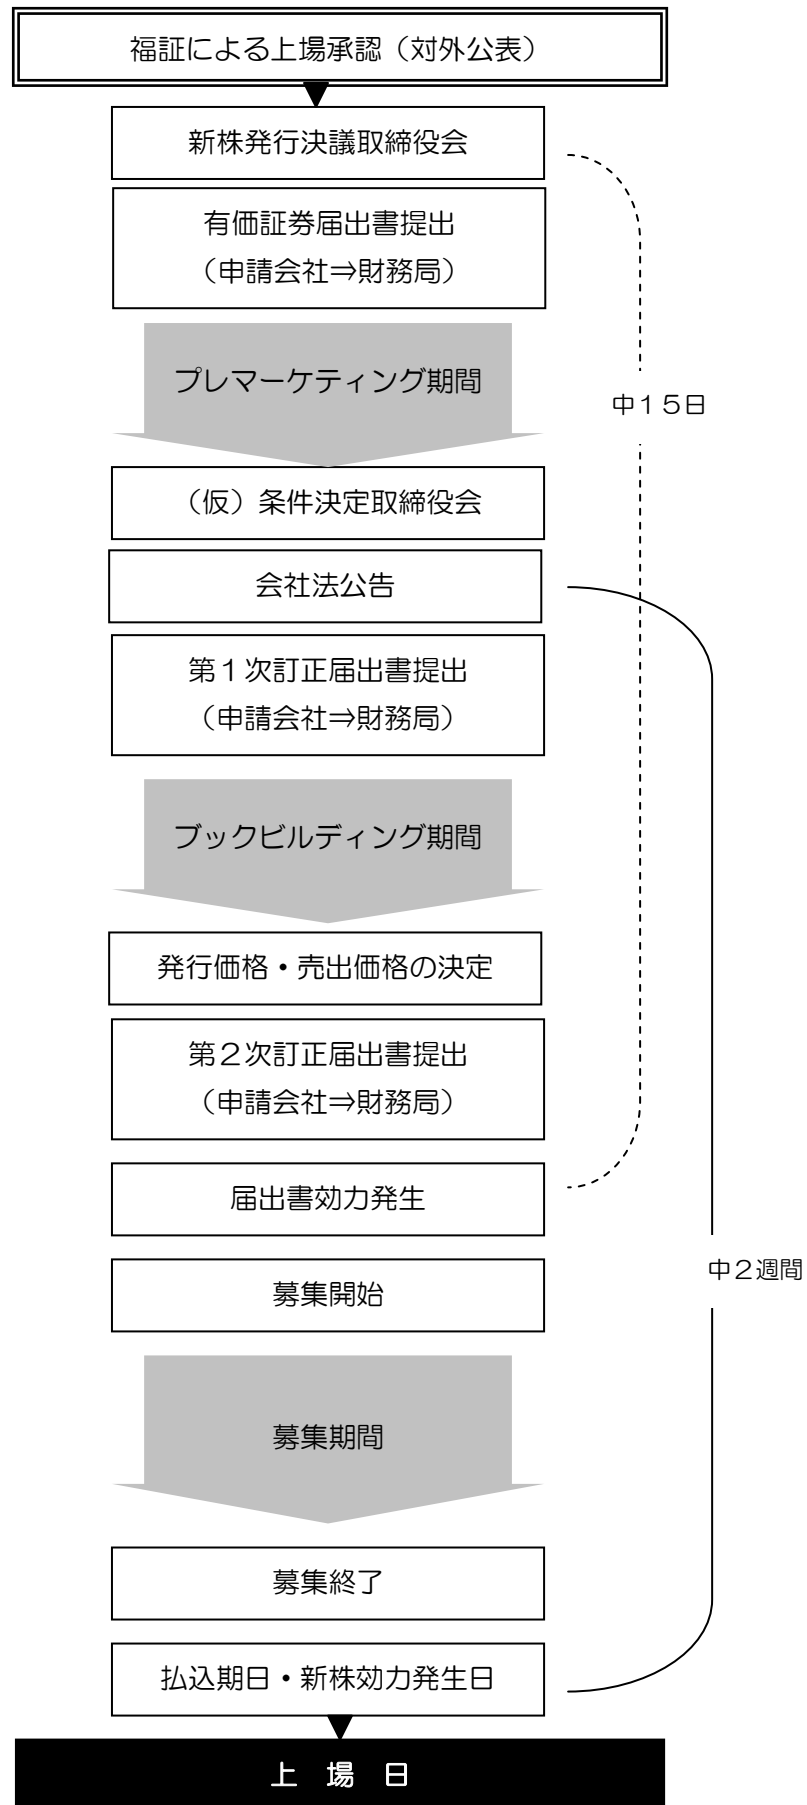 福証による上場承認（対外公表）
新株発行決議取締役会
有価証券届出書提出
（申請会社⇒財務局）
プレマーケティング期間
中１５日
（仮）条件決定取締役会
会社法公告
第１次訂正届出書提出
（申請会社⇒財務局）
ブックビルディング期間
発行価格・売出価格の決定
第２次訂正届出書提出
（申請会社⇒財務局）
届出書効力発生
中２週間
募集開始
募集期間
募集終了
払込期日・新株効力発生日
上　場　日